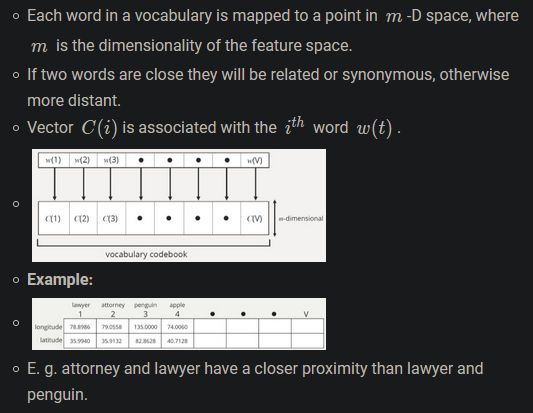 Each word in a vocabulary is mapped to a point in m -D space, where
m is the dimensionality of the feature space.
If two words are close they will be related or synonymous, otherwise
more distant.
Vector C(i) is associated with the i^th word w(t) .
w(1) w(2) w(3) • • • • w(V)
C(1) C(2) C(3) • • • • C(V) m-dimensional
vocabulary codebook
Example:
lawyer attorney penguin apple
1 2 3 4 • • • V
longitude 78.8986 79.0558 135.0000 74.0060
latitude 35.9940 35.9132 82.8628 40.7128
E. g. attorney and lawyer have a closer proximity than lawyer and
penguin.